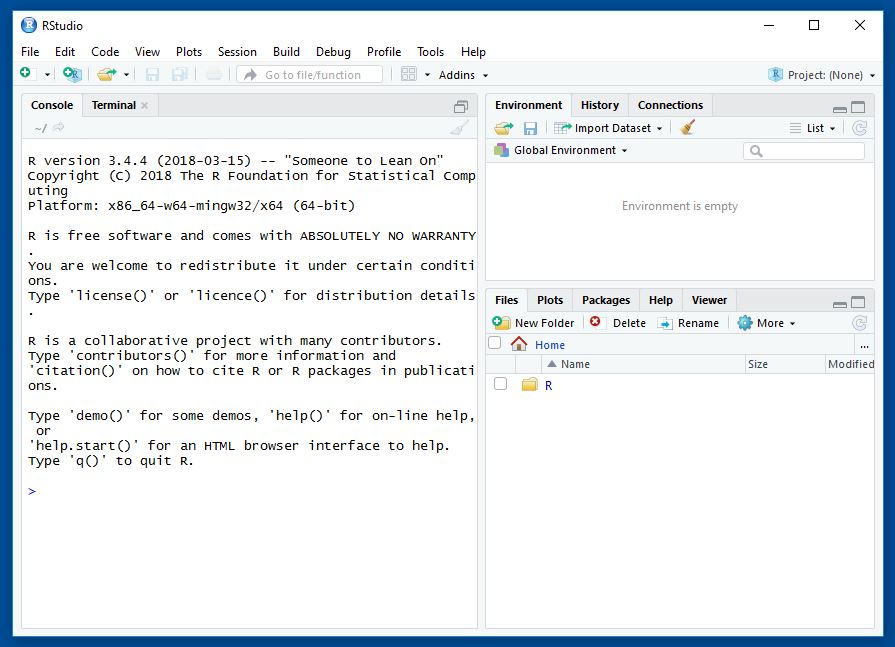 RStudio
File Edit Code View Plots Session Build Debug Profile Tools Help
Go to file/function Addins Project: (None)
Console Terminal
~/
R version 3.4.4 (2018-03-15) -- "Someone to Lean On"
Copyright (C) 2018 The R Foundation for Statistical Comp
uting
Platform: x86_64-w64-mingw32/x64 (64-bit)
R is free software and comes with ABSOLUTELY NO WARRANTY
.
You are welcome to redistribute it under certain conditi
ons.
Type 'license()' or 'licence()' for distribution details
.
R is a collaborative project with many contributors.
Type 'contributors()' for more information and
'citation()' on how to cite R or R packages in publicati
ons.
Type 'demo()' for some demos, 'help()' for on-line help,
or
'help.start()' for an HTML browser interface to help.
Type 'q()' to quit R.
>
Environment History Connections
Import Dataset List
Global Environment
Environment is empty
Files Plots Packages Help Viewer
New Folder Delete Rename More
Home ...
Name Size Modified
R